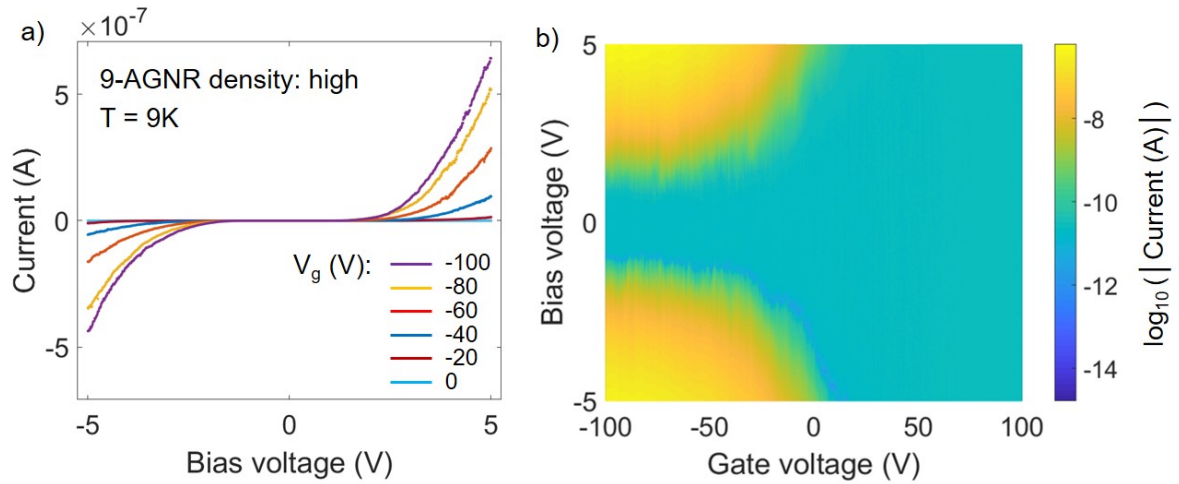 a)
×10⁻⁷
9-AGNR density: high
T = 9K
5
0
-5
Current (A)
V_g (V):
-100
-80
-60
-40
-20
0
-5
0
5
Bias voltage (V)
b)
5
0
-5
Bias voltage (V)
-100
-50
0
50
100
Gate voltage (V)
-8
-10
-12
-14
log₁₀(|Current (A)|)